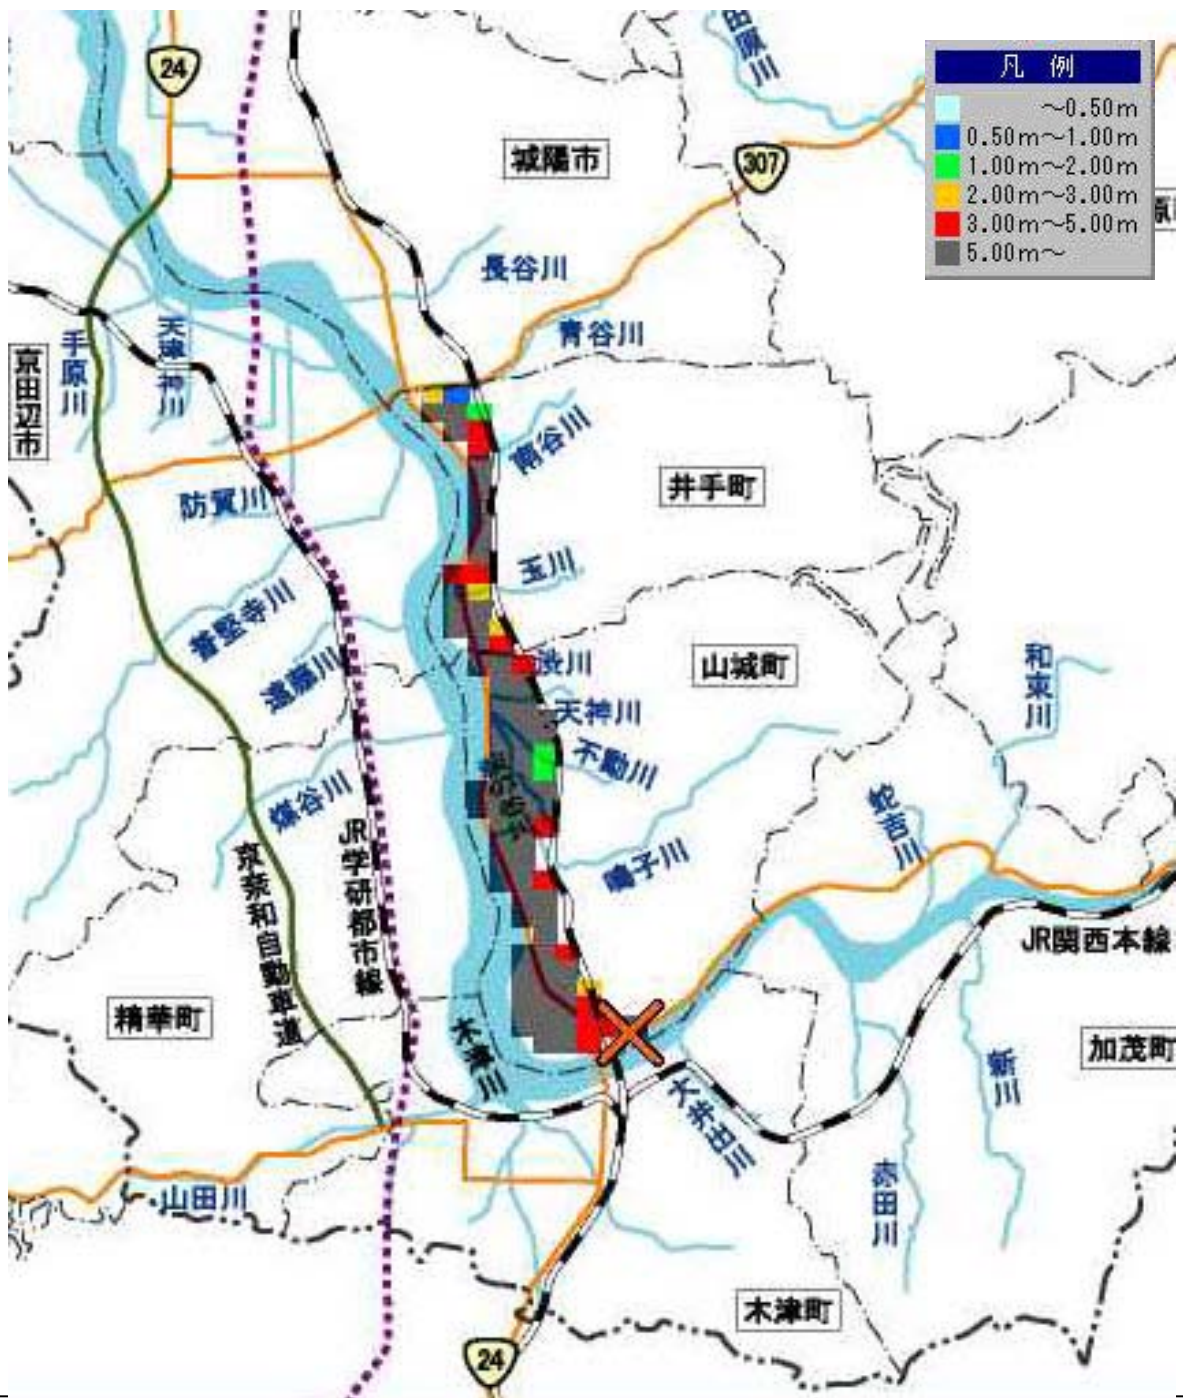 24
城陽市
307
凡 例
～0.50m
0.50m～1.00m
1.00m～2.00m
2.00m～3.00m
3.00m～5.00m
5.00m～
長谷川
青谷川
手原川
天津神川
京田辺市
南谷川
井手町
防賀川
玉川
普賢寺川
遠藤川
渋川
山城町
和束川
天神川
不動川
煤谷川
鳴子川
蛇吉川
JR学研都市線
京奈和自動車道
JR関西本線
精華町
木津川
加茂町
新川
大井出川
赤田川
山田川
木津町
24